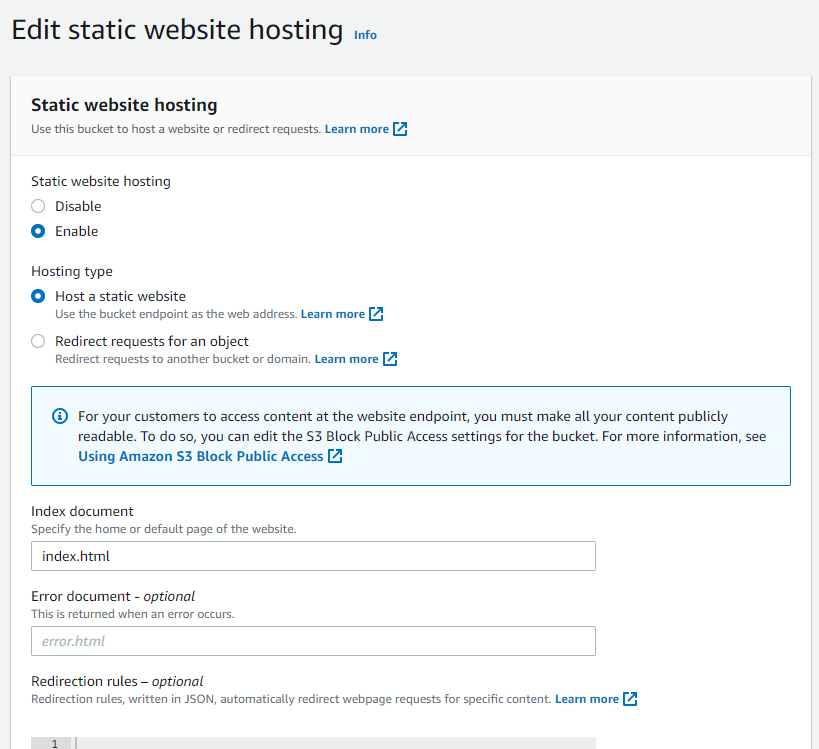 Edit static website hosting Info
Static website hosting
Use this bucket to host a website or redirect requests. Learn more
Static website hosting
Disable
Enable
Hosting type
Host a static website
Use the bucket endpoint as the web address. Learn more
Redirect requests for an object
Redirect requests to another bucket or domain. Learn more
For your customers to access content at the website endpoint, you must make all your content publicly
readable. To do so, you can edit the S3 Block Public Access settings for the bucket. For more information, see
Using Amazon S3 Block Public Access
Index document
Specify the home or default page of the website.
index.html
Error document - optional
This is returned when an error occurs.
error.html
Redirection rules – optional
Redirection rules, written in JSON, automatically redirect webpage requests for specific content. Learn more
1